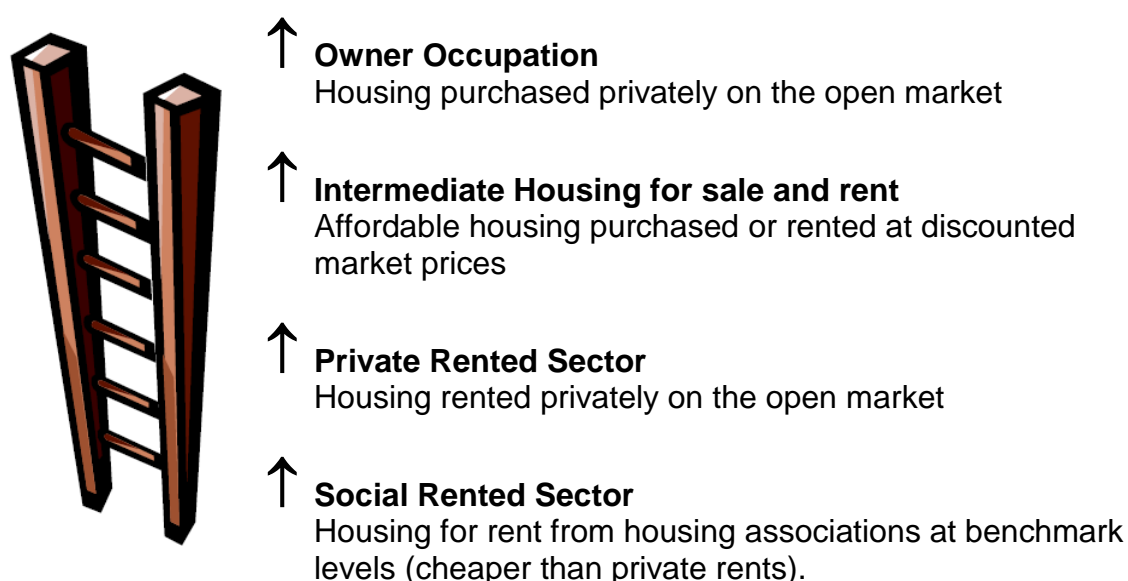 ↑ Owner Occupation
Housing purchased privately on the open market
↑ Intermediate Housing for sale and rent
Affordable housing purchased or rented at discounted
market prices
↑ Private Rented Sector
Housing rented privately on the open market
↑ Social Rented Sector
Housing for rent from housing associations at benchmark
levels (cheaper than private rents).